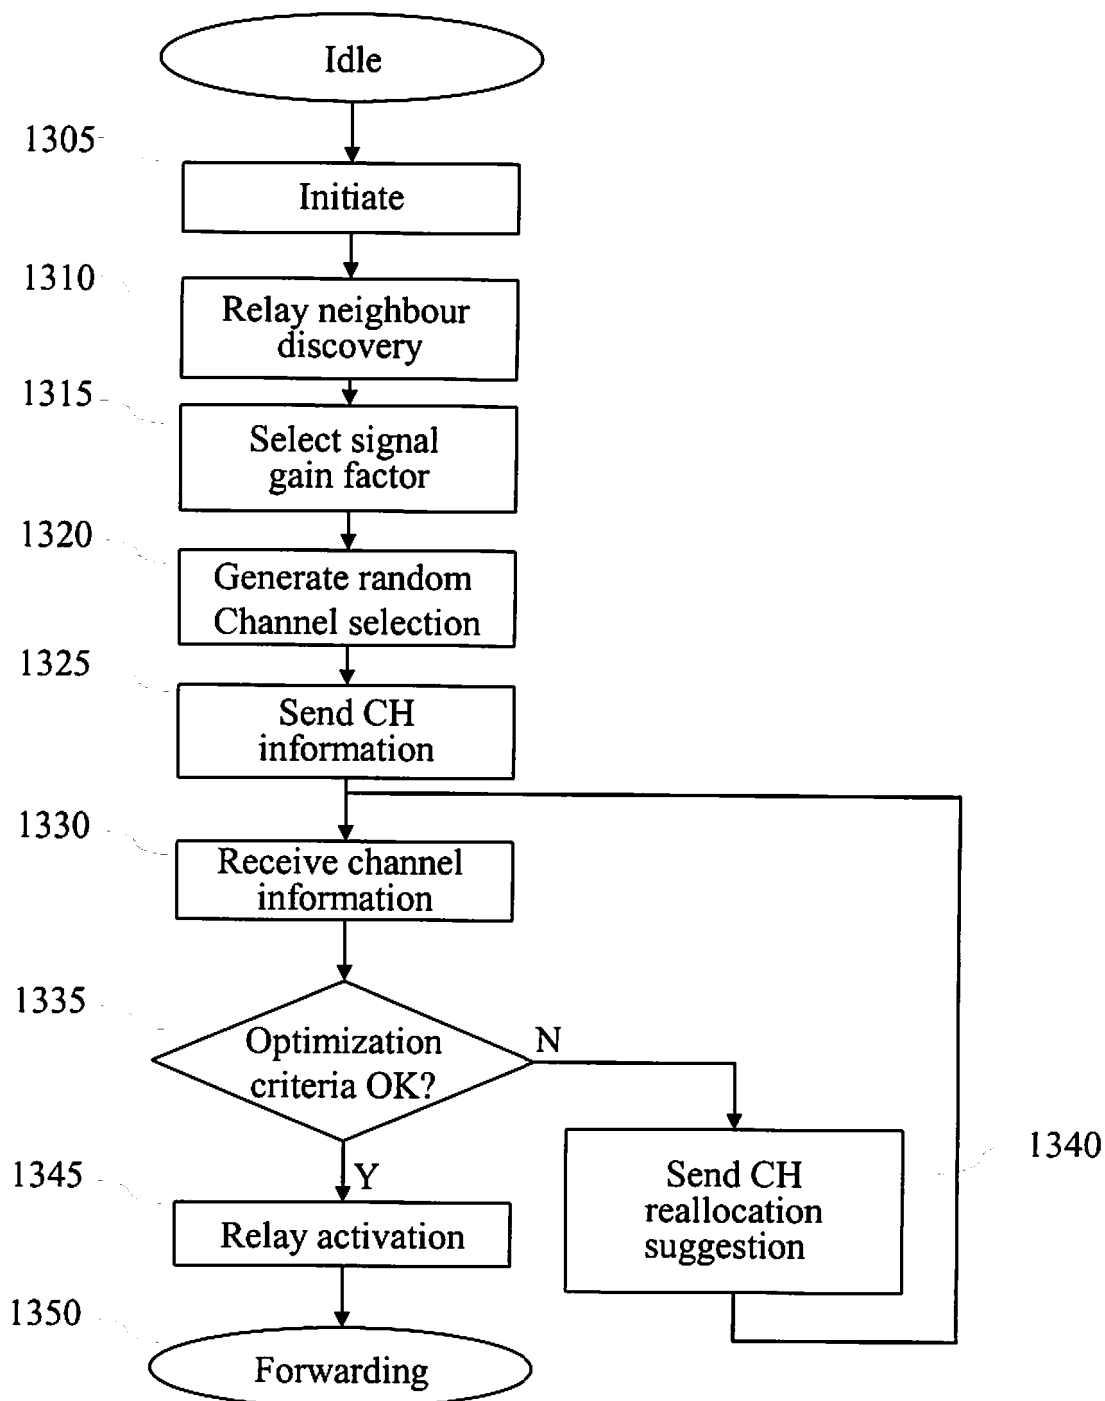 Idle
1305
Initiate
1310
Relay neighbour
discovery
1315
Select signal
gain factor
1320
Generate random
Channel selection
1325
Send CH
information
1330
Receive channel
information
1335
Optimization
criteria OK?
N
1340
Send CH
reallocation
suggestion
Y
1345
Relay activation
1350
Forwarding